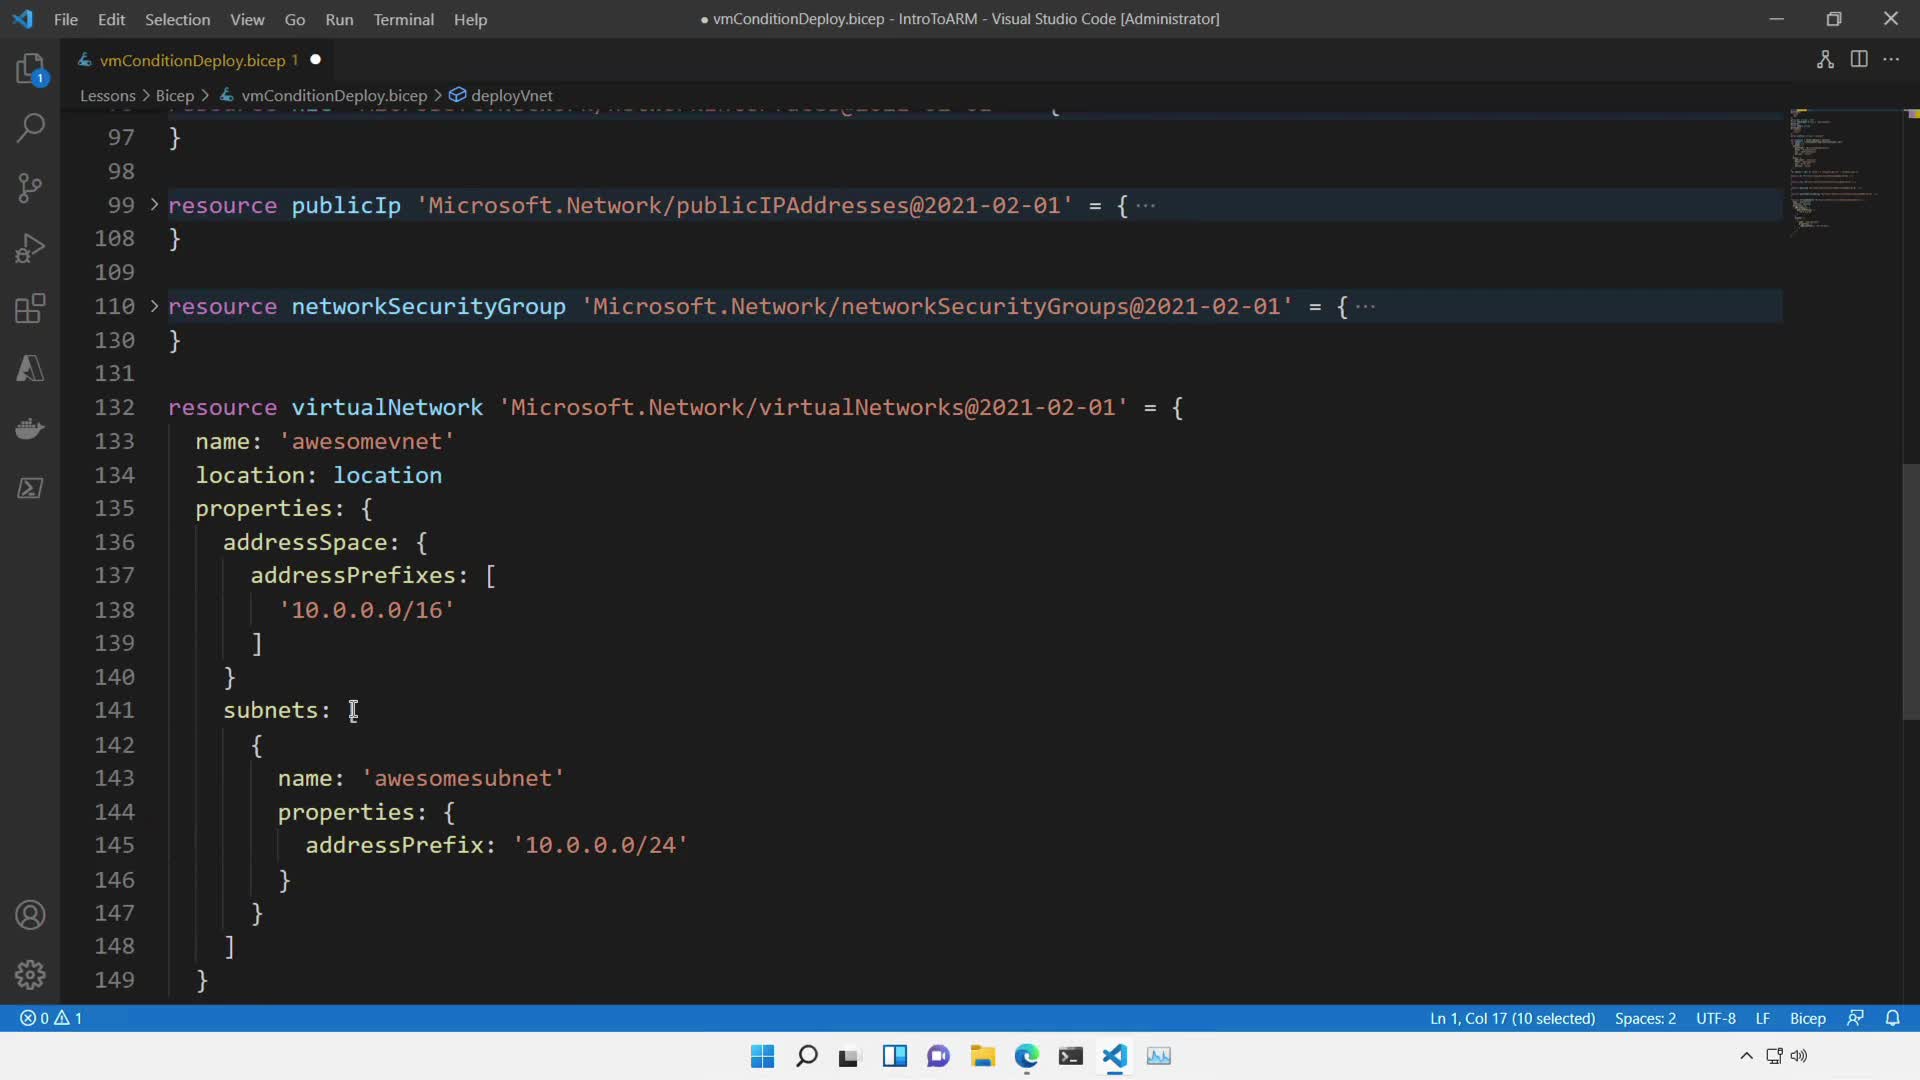 File Edit Selection View Go Run Terminal Help
● vmConditionDeploy.bicep - IntroToARM - Visual Studio Code [Administrator]
vmConditionDeploy.bicep 1
1
Lessons > Bicep > vmConditionDeploy.bicep > deployVnet
97 }
98
99 > resource publicIp 'Microsoft.Network/publicIPAddresses@2021-02-01' = { ···
108 }
109
110 > resource networkSecurityGroup 'Microsoft.Network/networkSecurityGroups@2021-02-01' = { ···
130 }
131
132 resource virtualNetwork 'Microsoft.Network/virtualNetworks@2021-02-01' = {
133 name: 'awesomevnet'
134 location: location
135 properties: {
136 addressSpace: {
137 addressPrefixes: [
138 '10.0.0.0/16'
139 ]
140 }
141 subnets: [
142 {
143 name: 'awesomesubnet'
144 properties: {
145 addressPrefix: '10.0.0.0/24'
146 }
147 }
148 ]
149 }
0 1 Ln 1, Col 17 (10 selected) Spaces: 2 UTF-8 LF Bicep